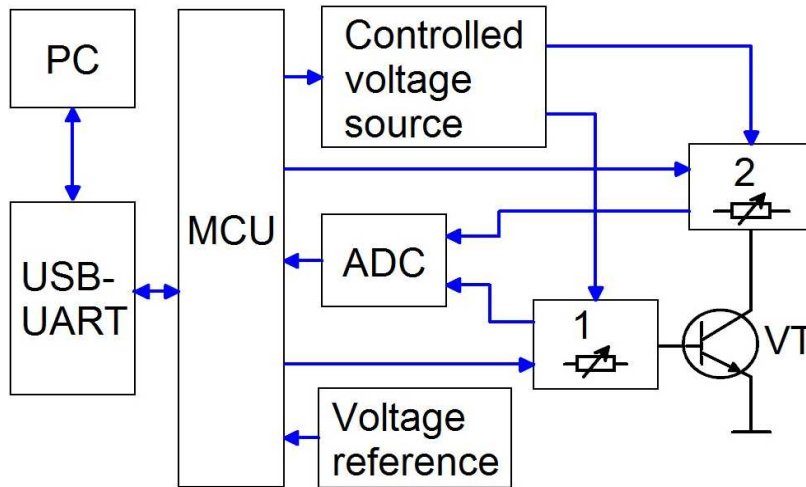 PC
USB-
UART
MCU
Controlled
voltage
source
ADC
Voltage
reference
1
2
VT